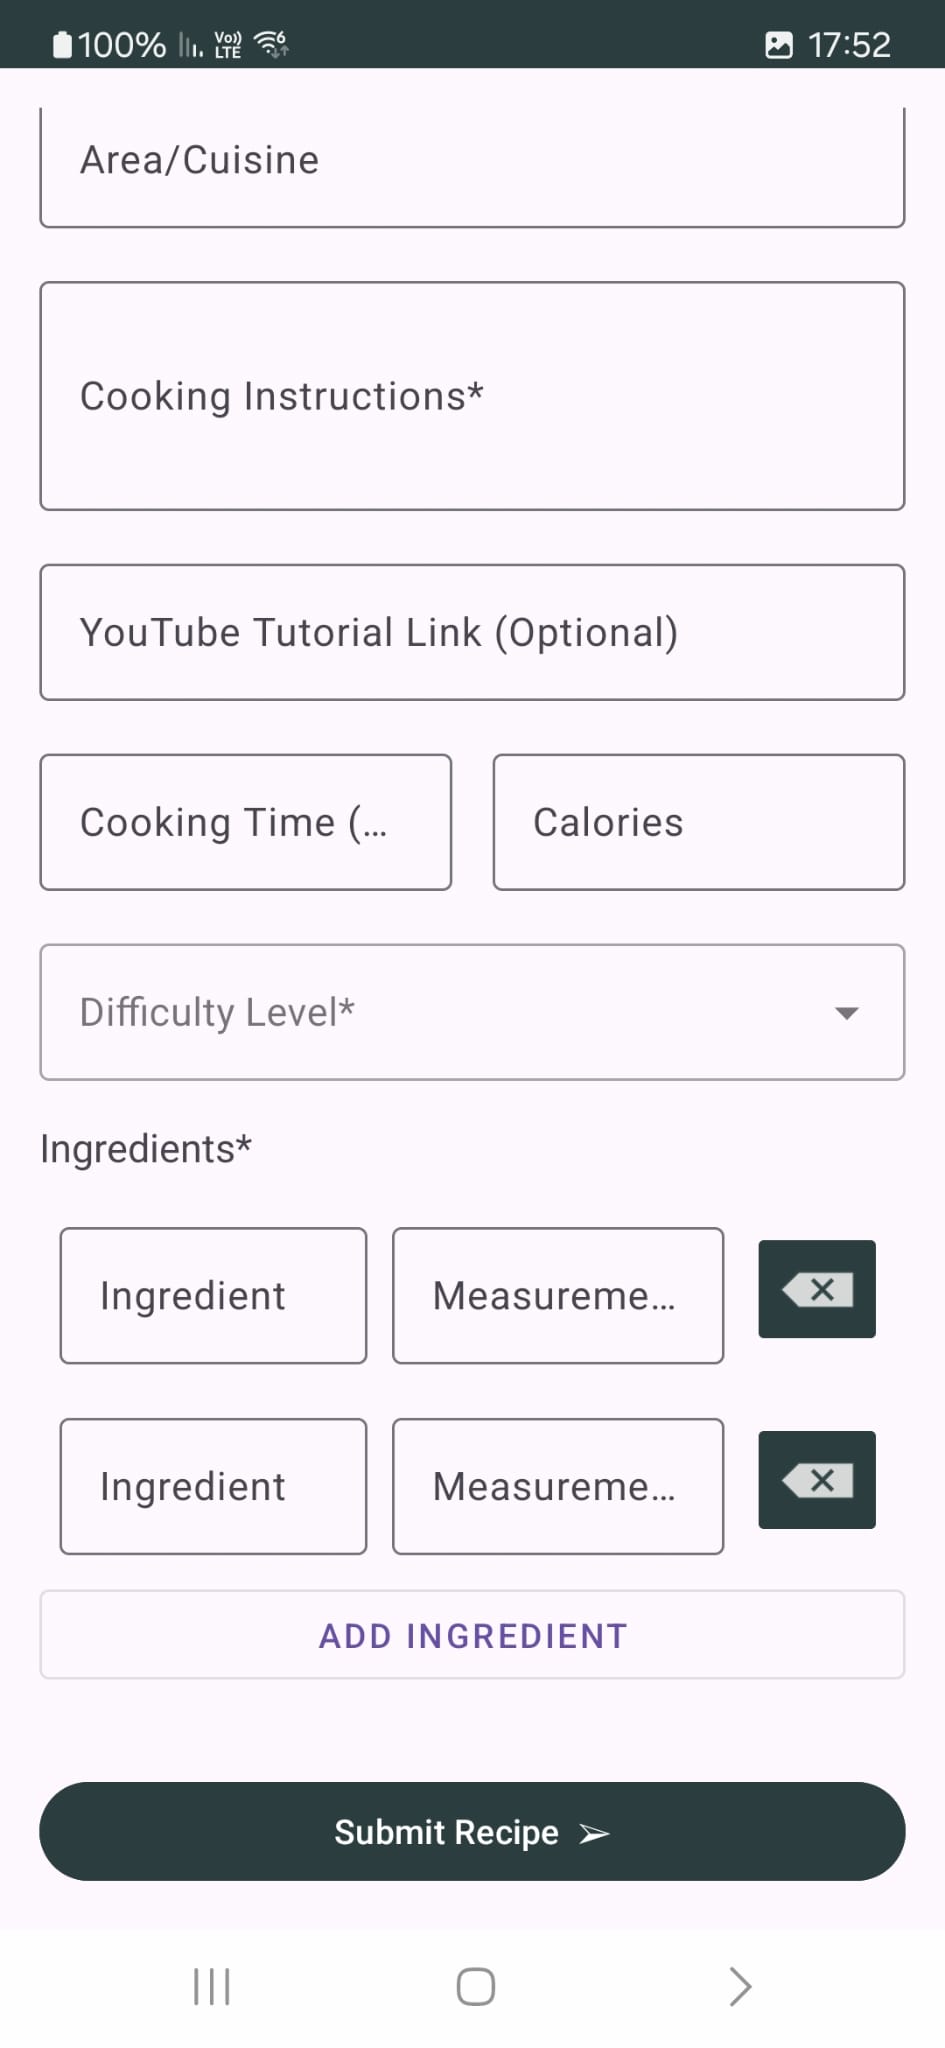 100% Vo)) LTE 6 17:52
Area/Cuisine
Cooking Instructions*
YouTube Tutorial Link (Optional)
Cooking Time (... Calories
Difficulty Level*
Ingredients*
Ingredient Measureme...
Ingredient Measureme...
ADD INGREDIENT
Submit Recipe ➢